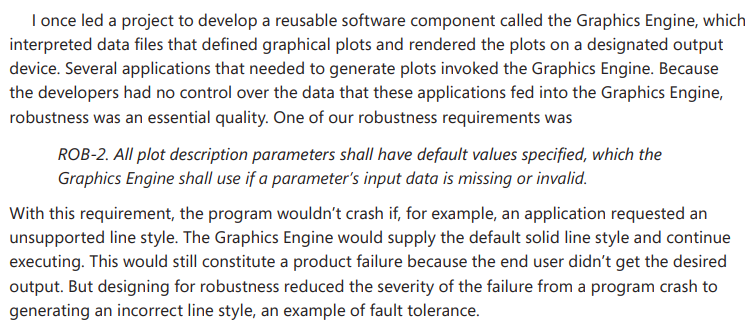 I once led a project to develop a reusable software component called the Graphics Engine, which
interpreted data files that defined graphical plots and rendered the plots on a designated output
device. Several applications that needed to generate plots invoked the Graphics Engine. Because
the developers had no control over the data that these applications fed into the Graphics Engine,
robustness was an essential quality. One of our robustness requirements was
ROB-2. All plot description parameters shall have default values specified, which the
Graphics Engine shall use if a parameter’s input data is missing or invalid.
With this requirement, the program wouldn’t crash if, for example, an application requested an
unsupported line style. The Graphics Engine would supply the default solid line style and continue
executing. This would still constitute a product failure because the end user didn’t get the desired
output. But designing for robustness reduced the severity of the failure from a program crash to
generating an incorrect line style, an example of fault tolerance.